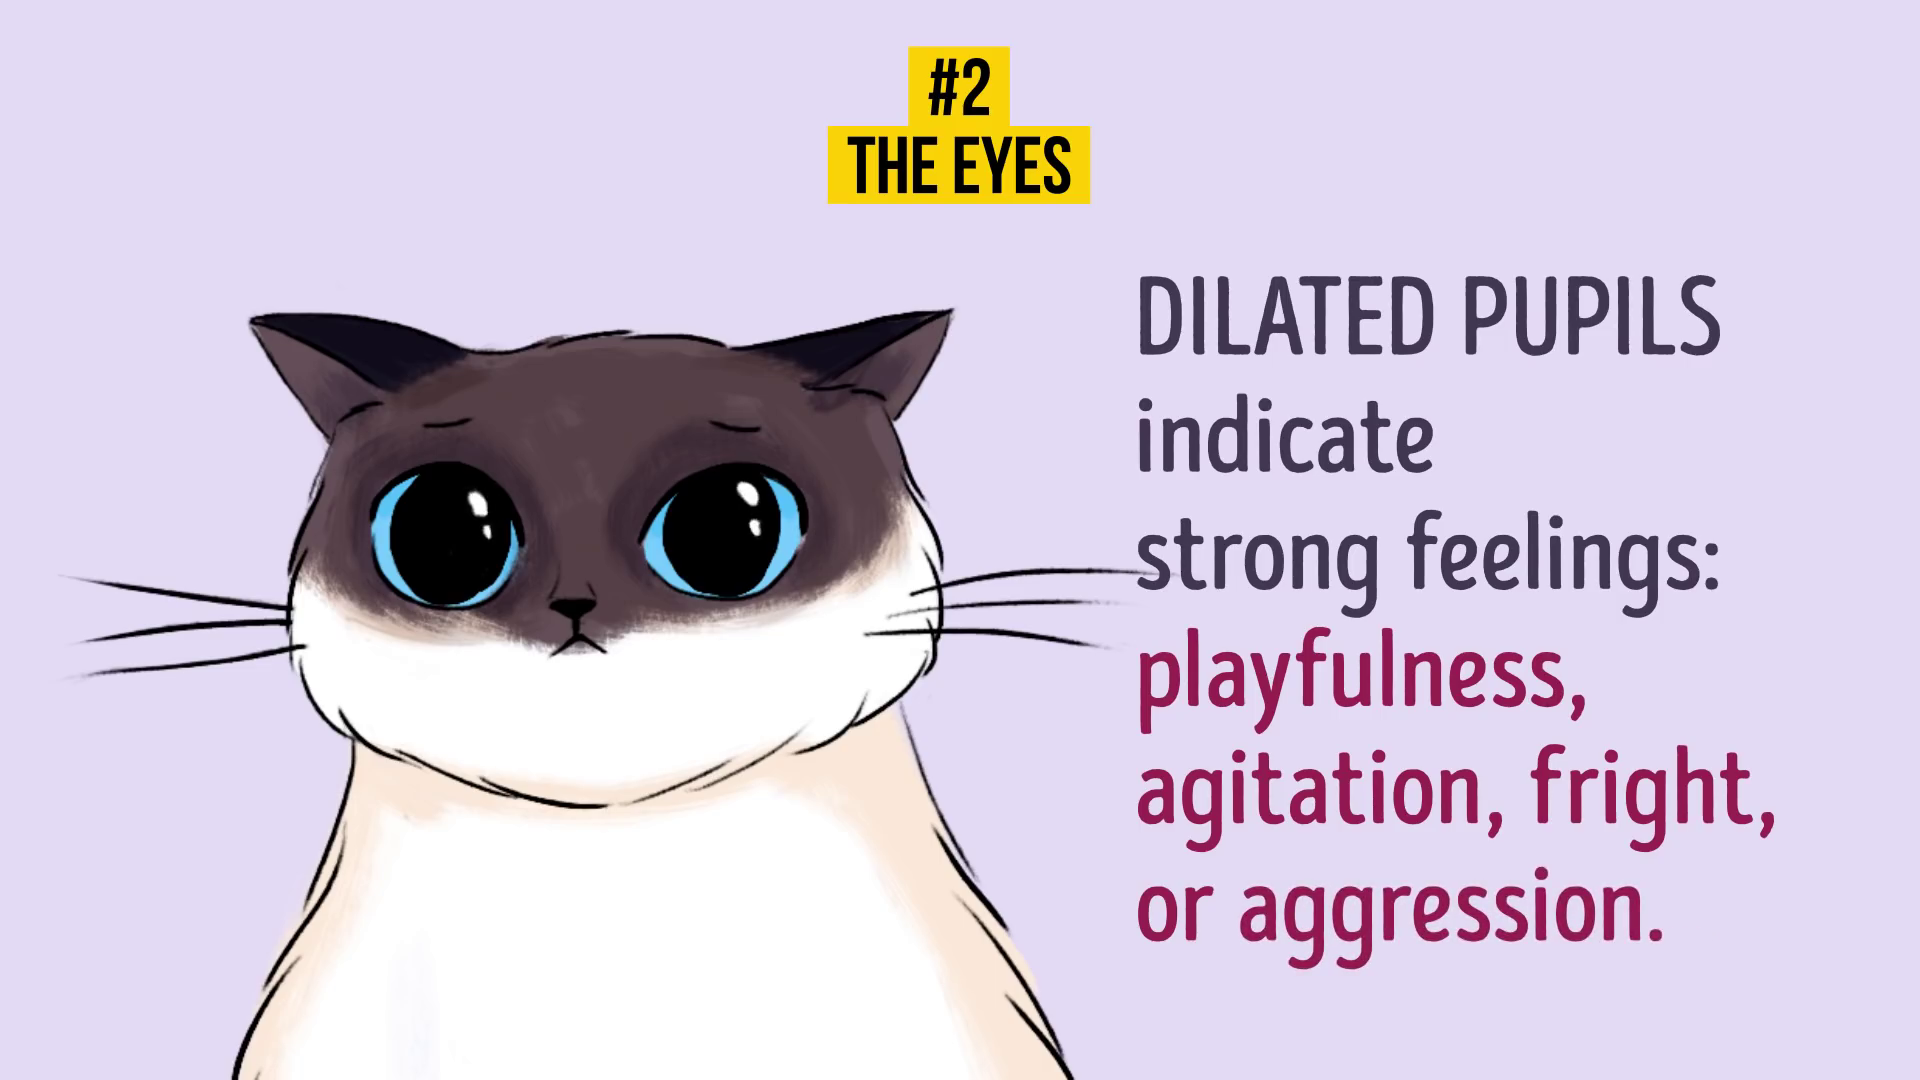 #2
THE EYES
DILATED PUPILS
indicate
strong feelings:
playfulness,
agitation, fright,
or aggression.